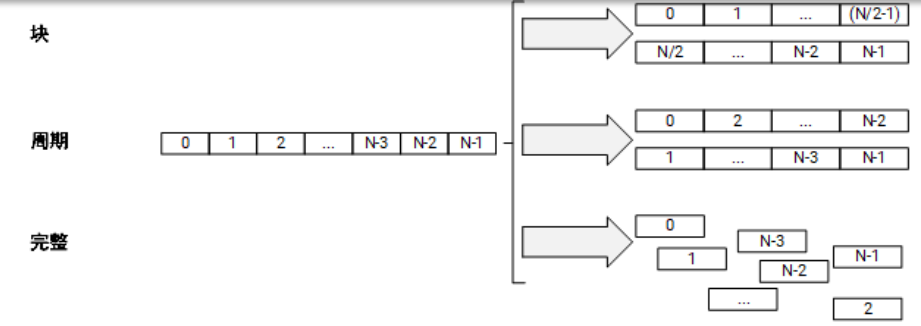 块
0 1 ... (N/2-1)
N/2 ... N-2 N-1
周期
0 1 2 ... N-3 N-2 N-1
0 2 ... N-2
1 ... N-3 N-1
完整
0
N-3
1
N-1
N-2
...
2